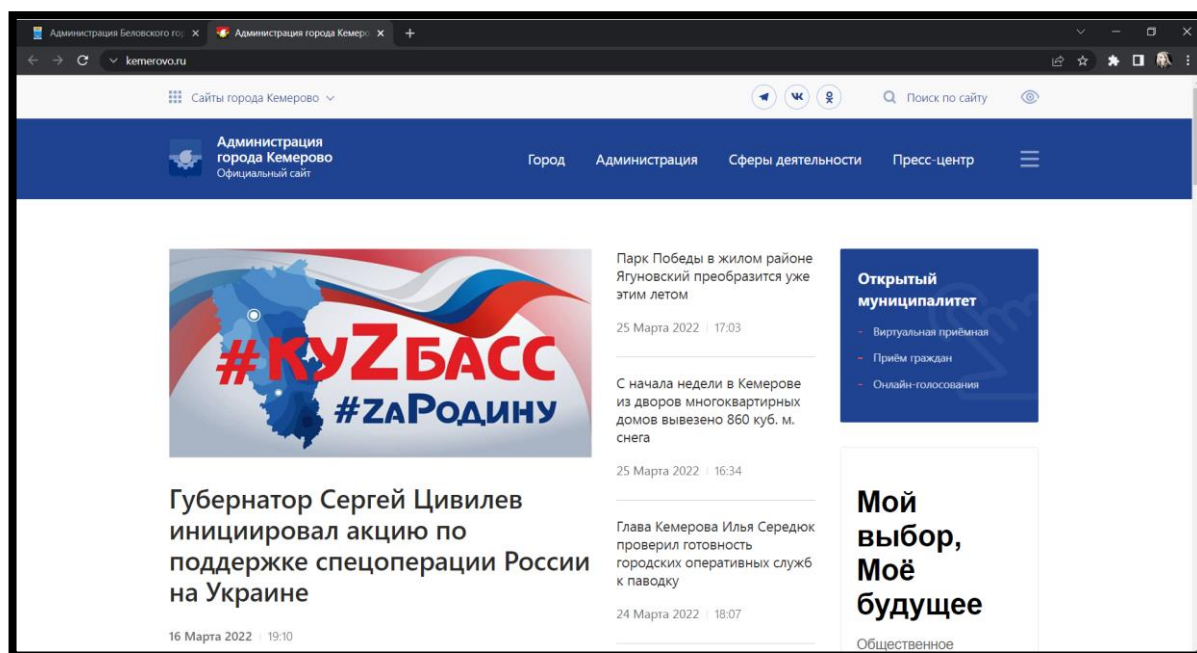 Администрация Беловского гор
Администрация города Кемеро
kemerovo.ru
Сайты города Кемерово
Поиск по сайту
Администрация
города Кемерово
Официальный сайт
Город
Администрация
Сферы деятельности
Пресс-центр
#КУZБАСС
#ZАРОДИНУ
Губернатор Сергей Цивилев
инициировал акцию по
поддержке спецоперации России
на Украине
16 Марта 2022 | 19:10
Парк Победы в жилом районе
Ягуновский преобразится уже
этим летом
25 Марта 2022 | 17:03
С начала недели в Кемерове
из дворов многоквартирных
домов вывезено 860 куб. м.
снега
25 Марта 2022 | 16:34
Глава Кемерова Илья Середюк
проверил готовность
городских оперативных служб
к паводку
24 Марта 2022 | 18:07
Открытый
муниципалитет
- Виртуальная приёмная
- Приём граждан
- Онлайн-голосования
Мой
выбор,
Моё
будущее
Общественное